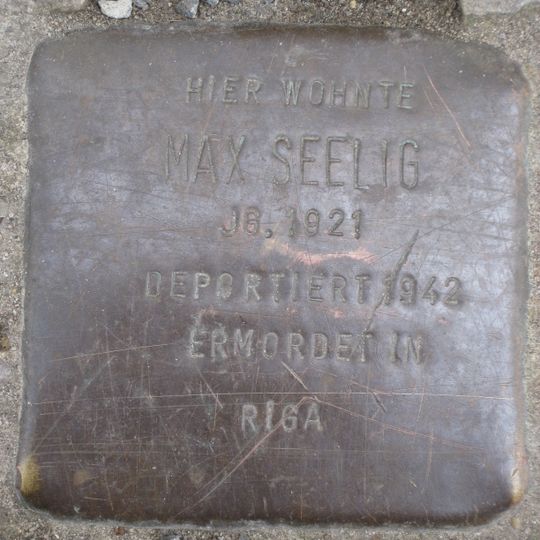 HIER WOHNTE
MAX SEELIG
JG. 1921
DEPORTIERT 1942
ERMORDET IN
RIGA